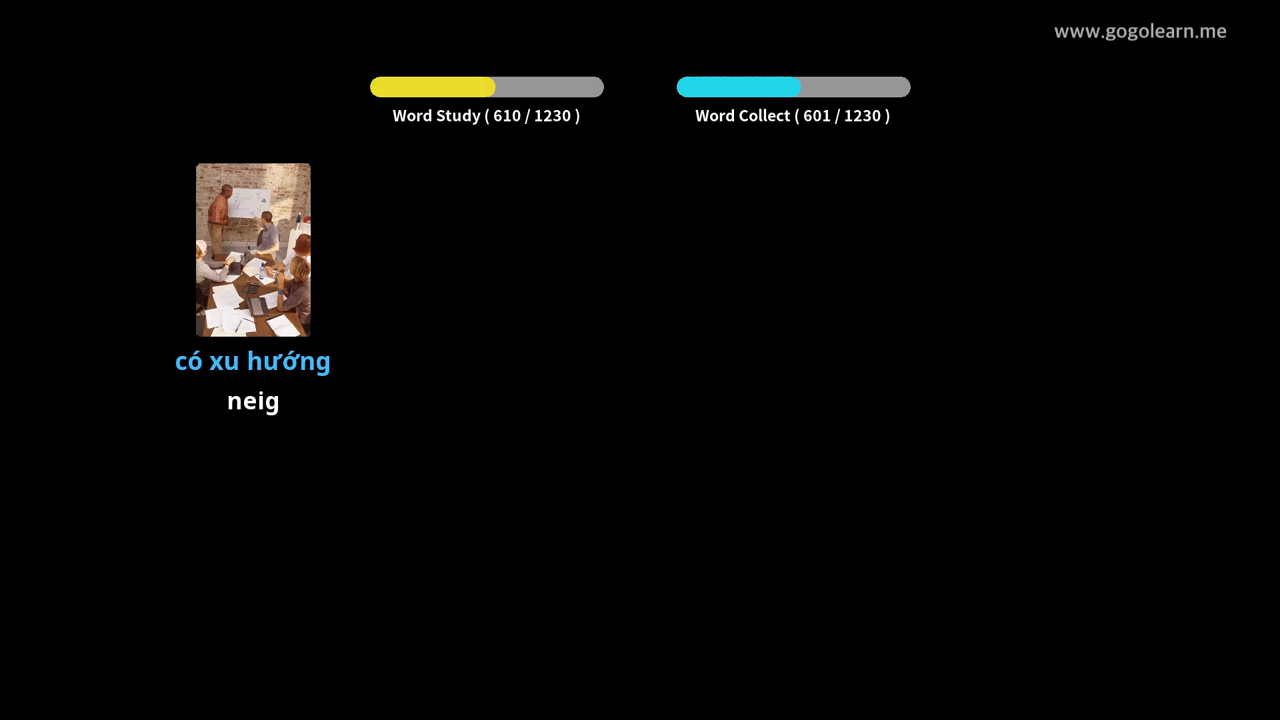 www.gogolearn.me
Word Study ( 610 / 1230 )
Word Collect ( 601 / 1230 )
có xu hướng
neig